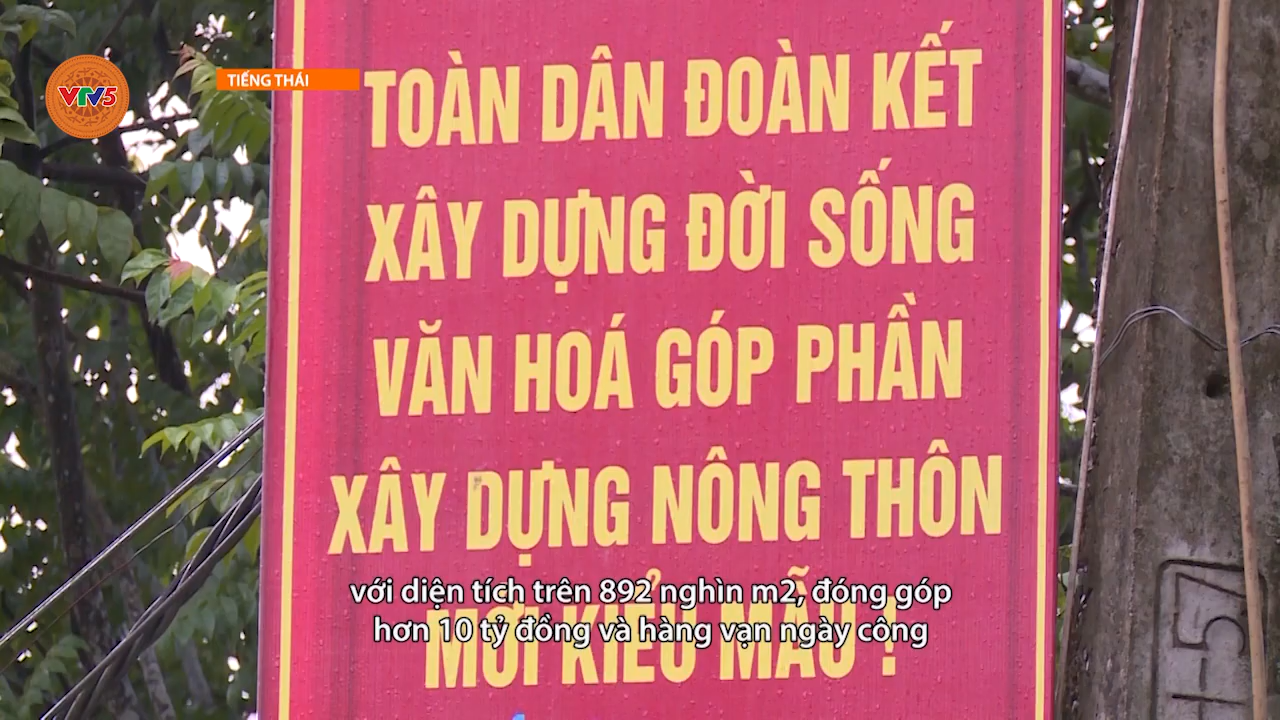 VTV5
TIẾNG THÁI
TOÀN DÂN ĐOÀN KẾT
XÂY DỰNG ĐỜI SỐNG
VĂN HOÁ GÓP PHẦN
XÂY DỰNG NÔNG THÔN
MỚI KIỂU MẪU !
với diện tích trên 892 nghìn m2, đóng góp
hơn 10 tỷ đồng và hàng vạn ngày công
H-57